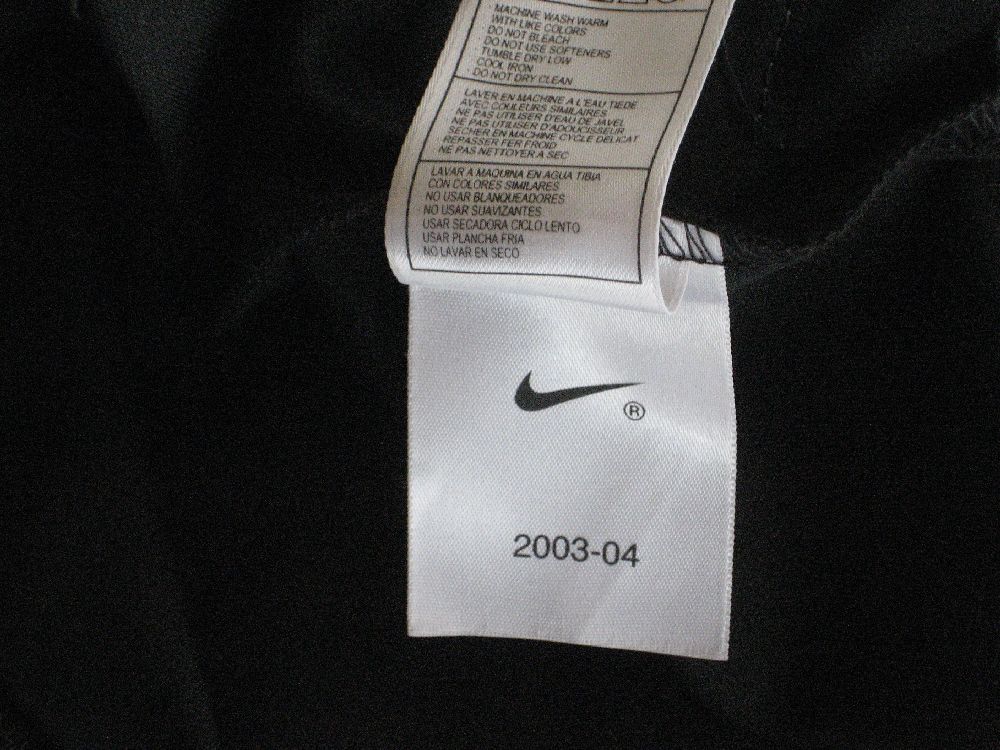 MACHINE WASH WARM
WITH LIKE COLORS
DO NOT BLEACH
DO NOT USE SOFTENERS
TUMBLE DRY LOW
COOL IRON
DO NOT DRY CLEAN
LAVER EN MACHINE A L'EAU TIEDE
AVEC COULEURS SIMILAIRES
NE PAS UTILISER D'EAU DE JAVEL
NE PAS UTILISER D'ADOUCISSEUR
SECHER EN MACHINE CYCLE DELICAT
REPASSER FER FROID
NE PAS NETTOYER A SEC
LAVAR A MAQUINA EN AGUA TIBIA
CON COLORES SIMILARES
NO USAR BLANQUEADORES
NO USAR SUAVIZANTES
USAR SECADORA CICLO LENTO
USAR PLANCHA FRIA
NO LAVAR EN SECO
®
2003-04